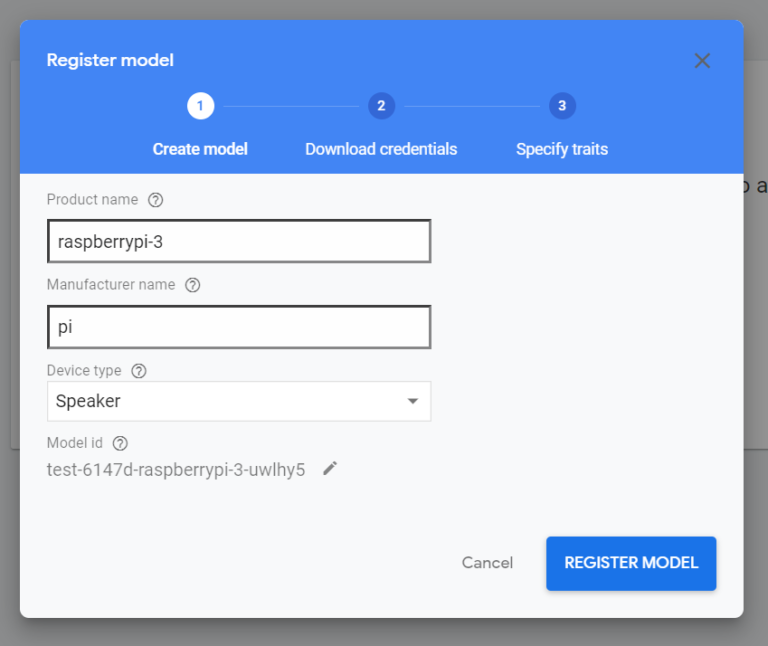 Register model
1
2
3
Create model
Download credentials
Specify traits
Product name ?
raspberrypi-3
Manufacturer name ?
pi
Device type ?
Speaker
Model id ?
test-6147d-raspberrypi-3-uwlhy5
Cancel
REGISTER MODEL